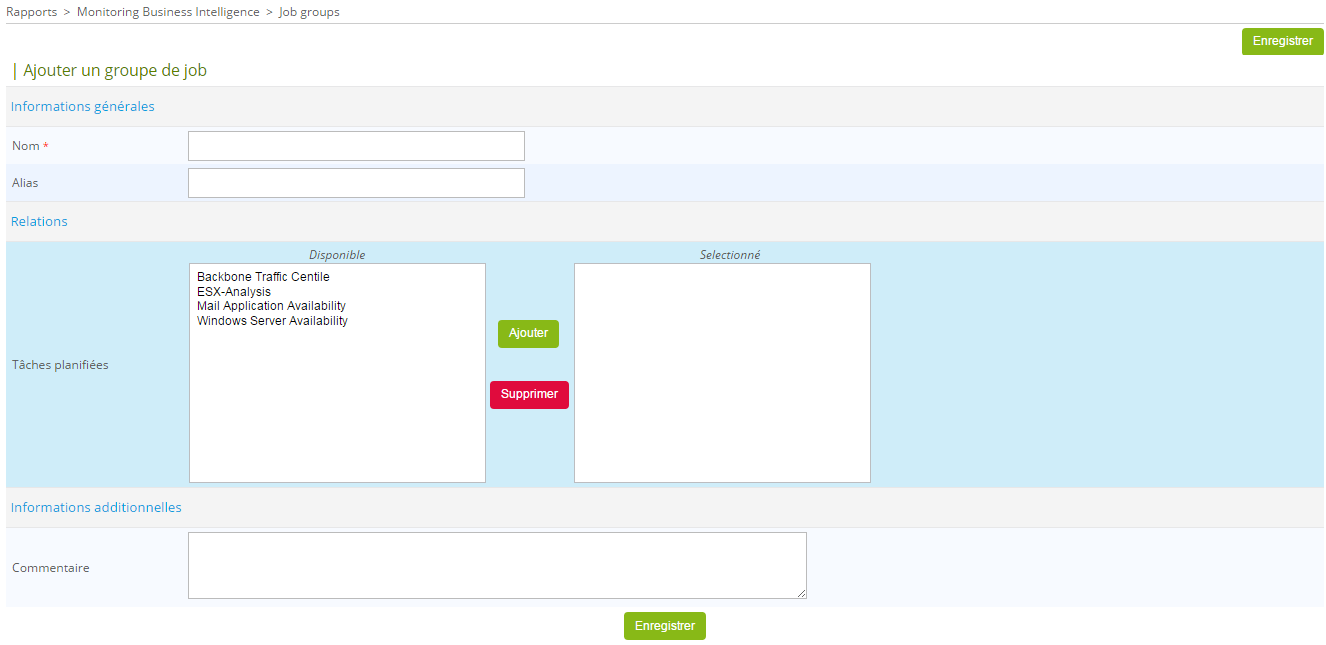 Rapports > Monitoring Business Intelligence > Job groups
Enregistrer
Ajouter un groupe de job
Informations générales
Nom *
Alias
Relations
Disponible
Selectionné
Backbone Traffic Centile
ESX-Analysis
Mail Application Availability
Windows Server Availability
Ajouter
Tâches planifiées
Supprimer
Informations additionnelles
Commentaire
Enregistrer